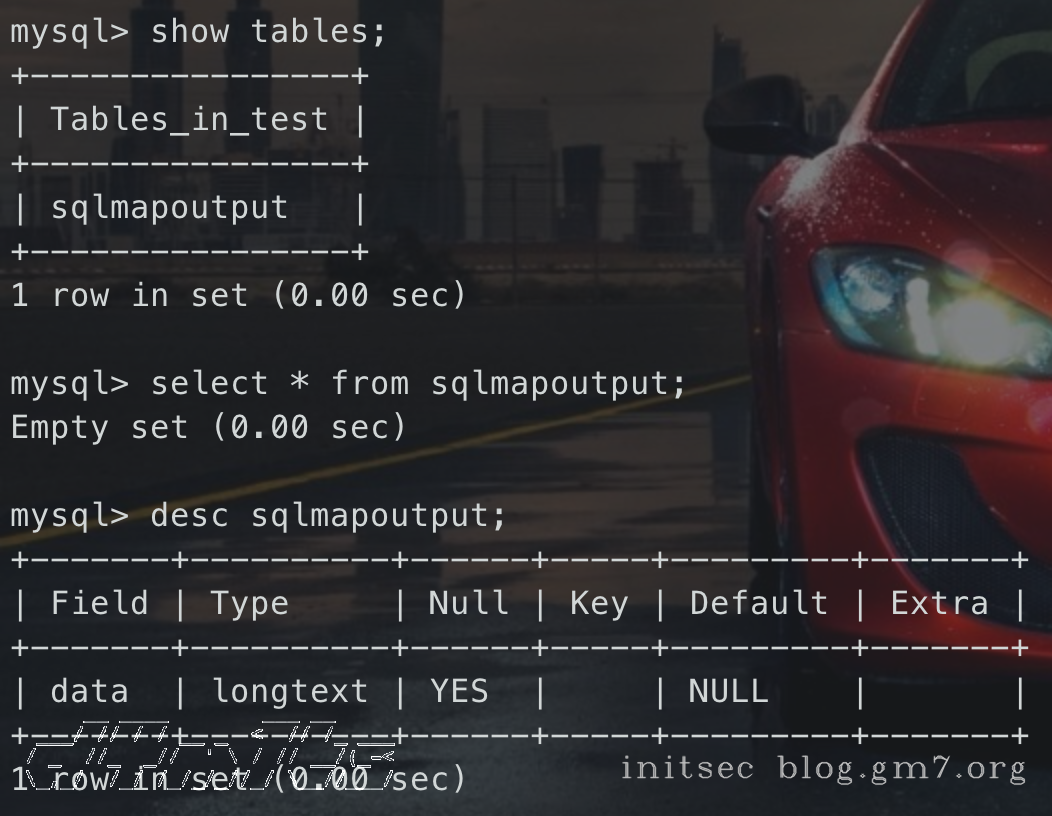 mysql> show tables;
+---------------+
| Tables_in_test |
+---------------+
| sqlmapoutput   |
+---------------+
1 row in set (0.00 sec)

mysql> select * from sqlmapoutput;
Empty set (0.00 sec)

mysql> desc sqlmapoutput;
+-------+----------+------+-----+---------+-------+
| Field | Type     | Null | Key | Default | Extra |
+-------+----------+------+-----+---------+-------+
| data  | longtext | YES  |     | NULL    |       |
+-------+----------+------+-----+---------+-------+
1 row in set (0.00 sec)
initsec blog.gm7.org